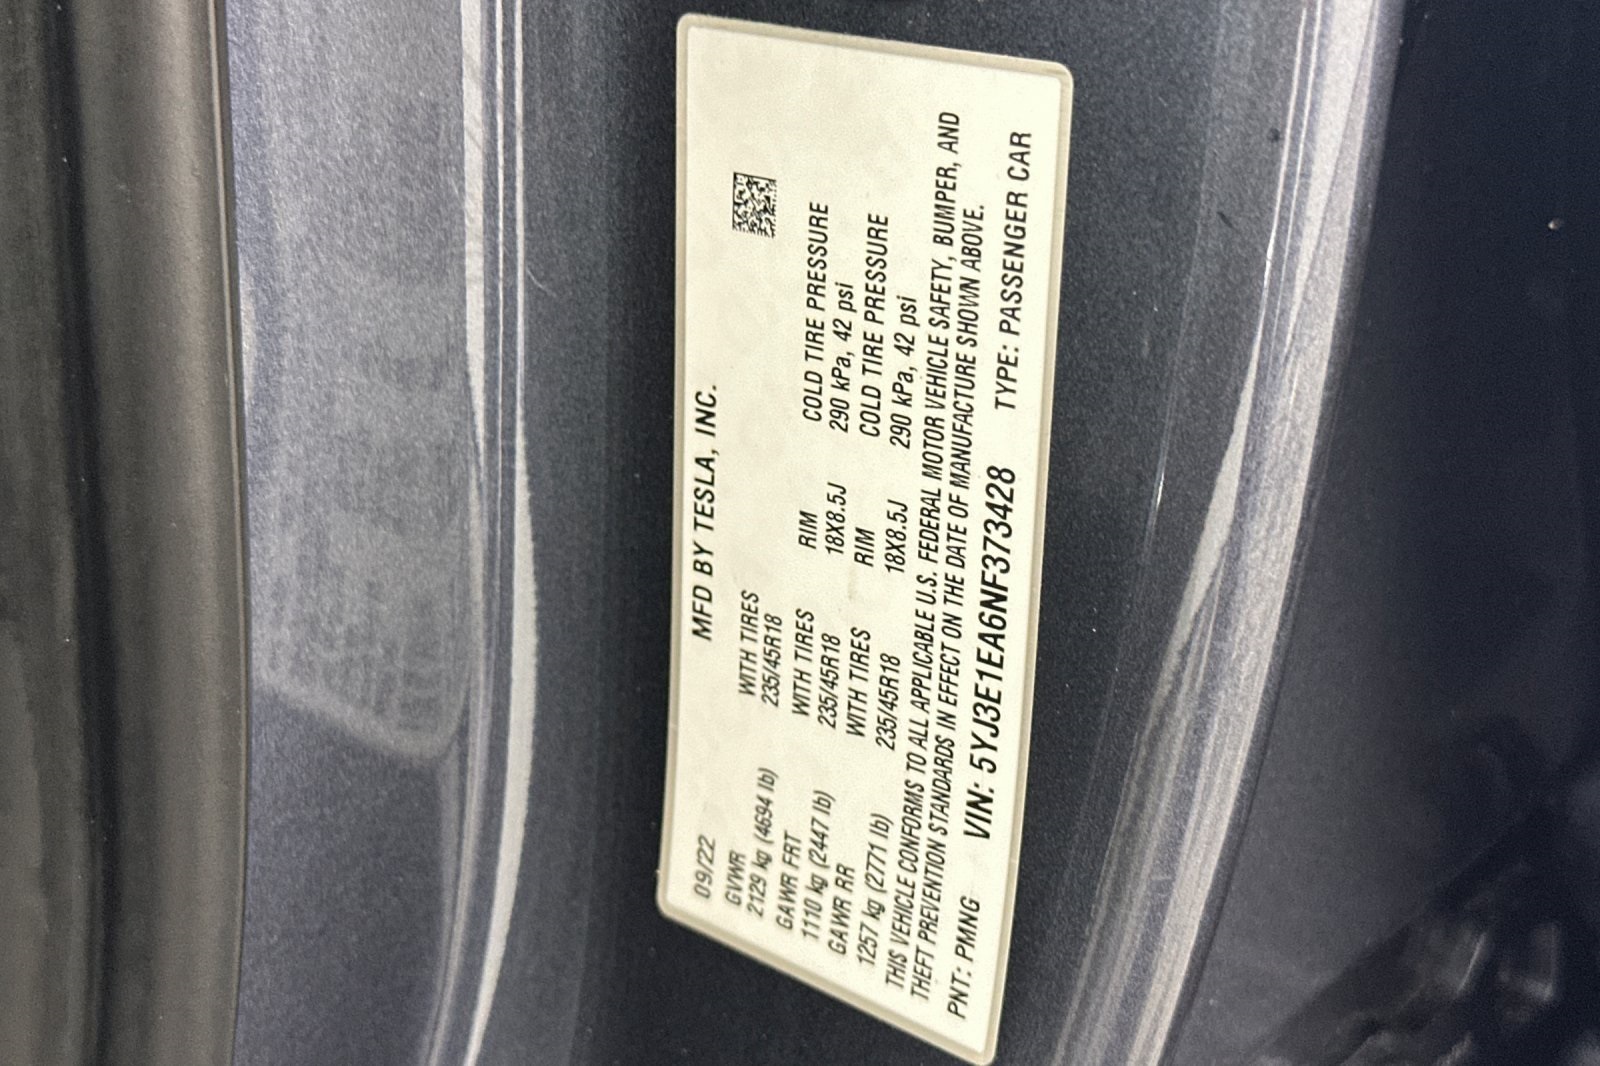 MFD BY TESLA, INC.
09/22
GVWR WITH TIRES
2129 kg (4694 lb) 235/45R18
GAWR FRT WITH TIRES RIM COLD TIRE PRESSURE
1110 kg (2447 lb) 235/45R18 18X8.5J 290 kPa, 42 psi
GAWR RR WITH TIRES RIM COLD TIRE PRESSURE
1257 kg (2771 lb) 235/45R18 18X8.5J 290 kPa, 42 psi
THIS VEHICLE CONFORMS TO ALL APPLICABLE U.S. FEDERAL MOTOR VEHICLE SAFETY, BUMPER, AND
THEFT PREVENTION STANDARDS IN EFFECT ON THE DATE OF MANUFACTURE SHOWN ABOVE.
PNT: PMNG VIN: 5YJ3E1EA6NF373428 TYPE: PASSENGER CAR